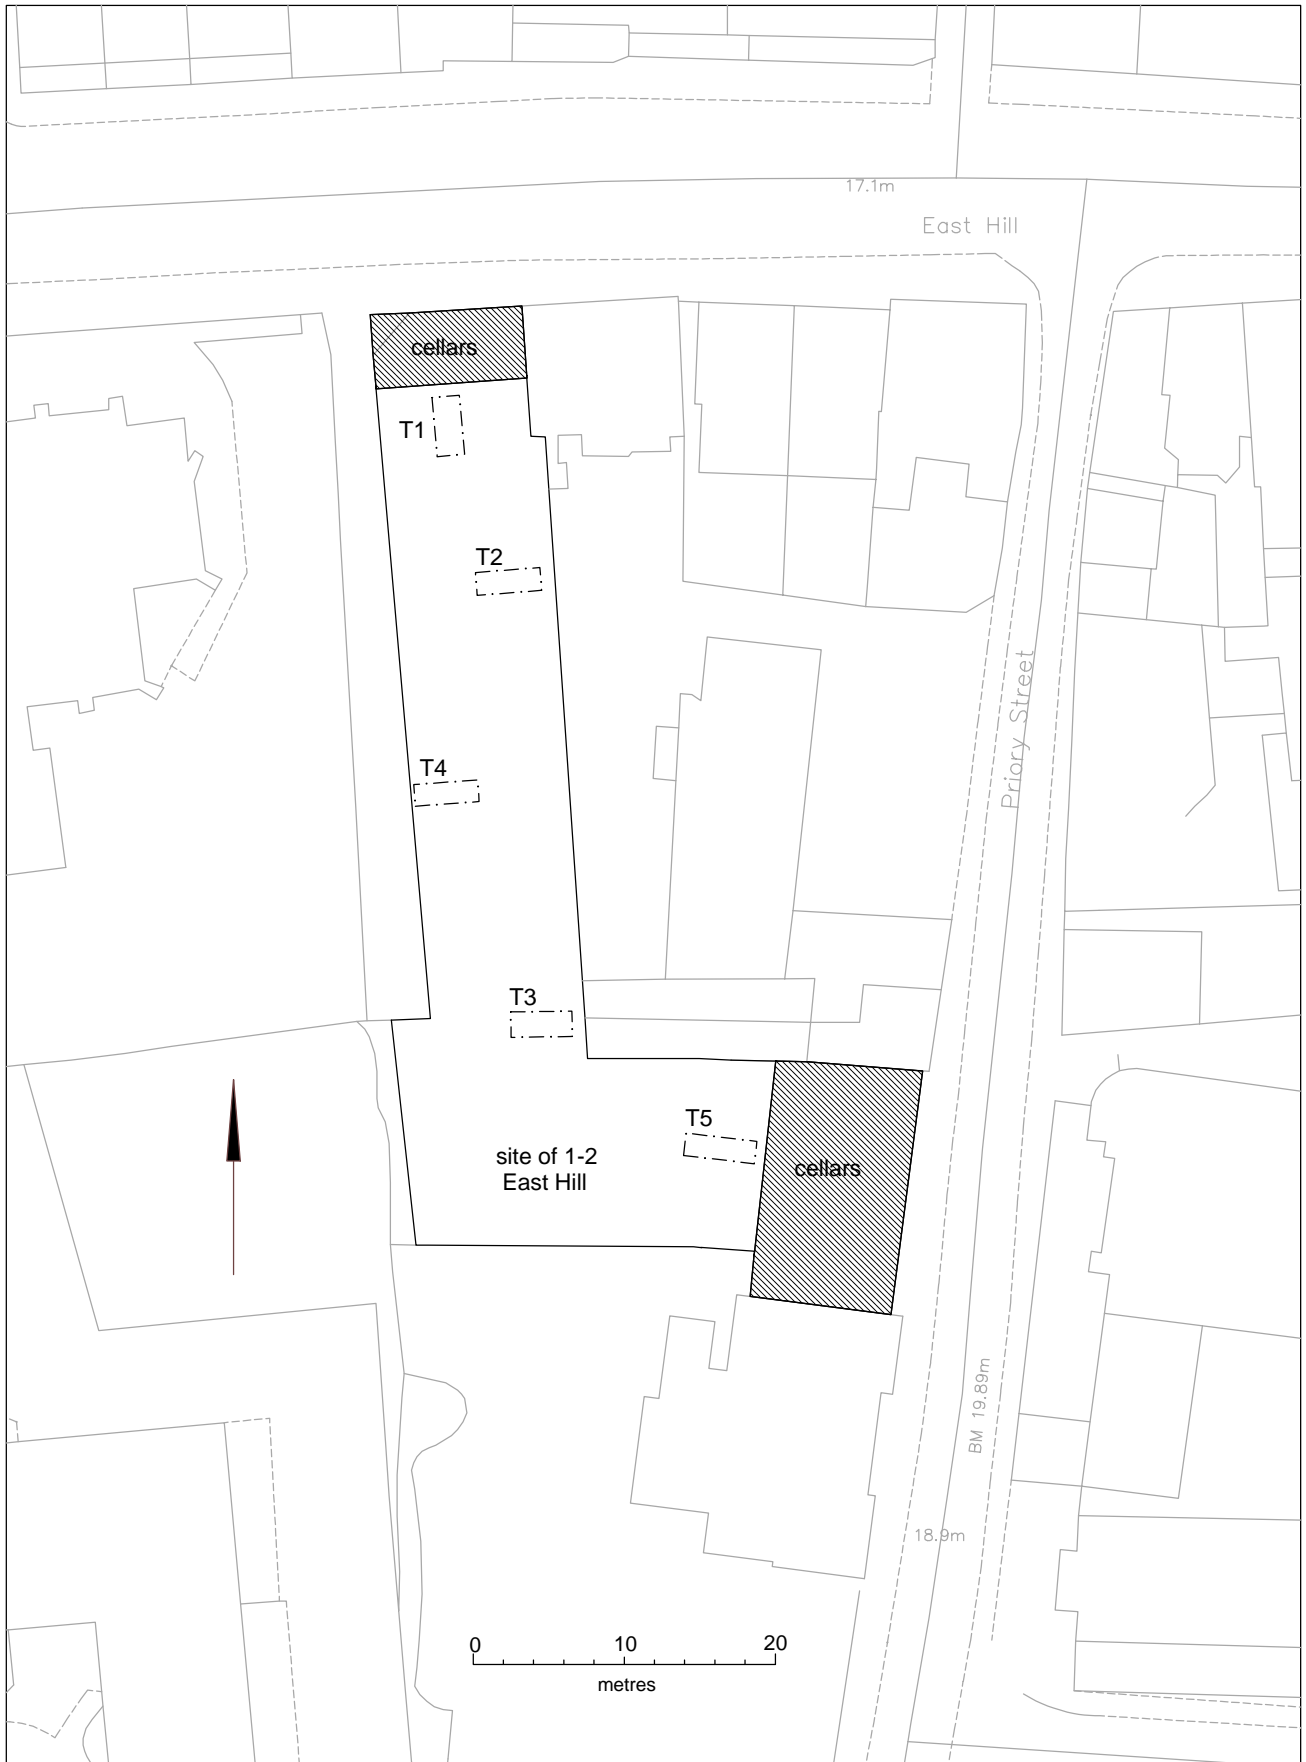 17.1m
East Hill
cellars
T1
T2
Priory Street
T4
T3
T5
site of 1-2
East Hill
cellars
BM 19.89m
18.9m
0 10 20
metres